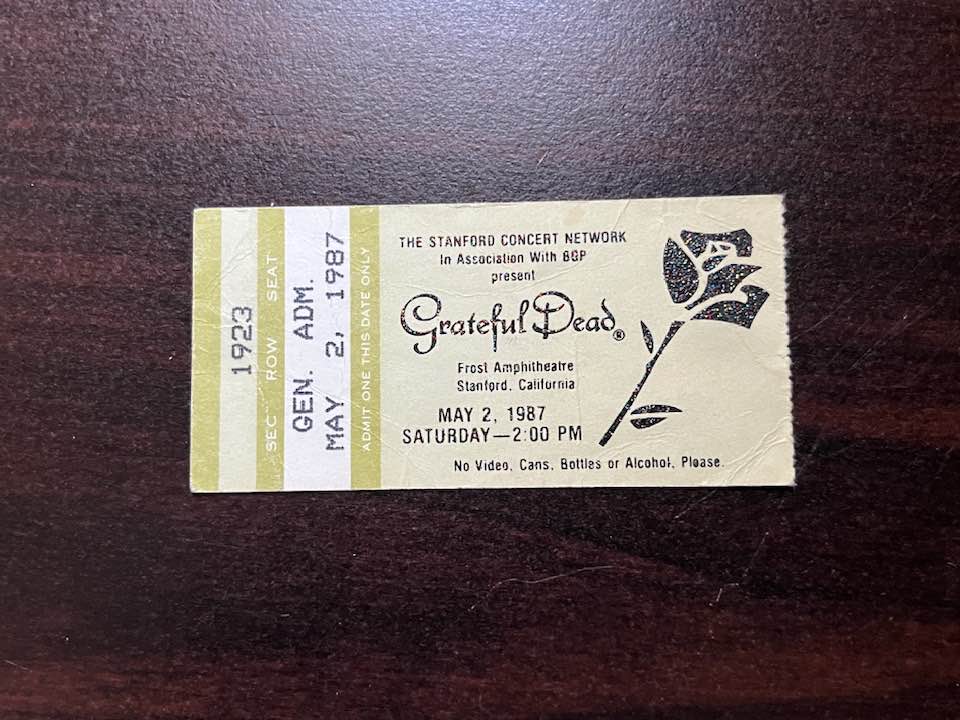 1923
SEC ROW SEAT
GEN. ADM.
MAY 2, 1987
ADMIT ONE THIS DATE ONLY
THE STANFORD CONCERT NETWORK
In Association With BGP
present
Grateful Dead®
Frost Amphitheatre
Stanford, California
MAY 2, 1987
SATURDAY—2:00 PM
No Video, Cans, Bottles or Alcohol, Please.